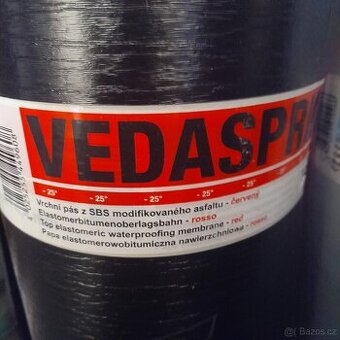 VEDASPR
- 25° - 25° - 25° - 25° - 25°
Vrchní pás z SBS modifikovaného asfaltu - červený
Elastomerbitumenoberlagsbahn - rosso
Top elastomeric waterproofing membrane - red
Papa elastomerowobitumiczna nawierzchniowa - rosso
© Bazos.cz